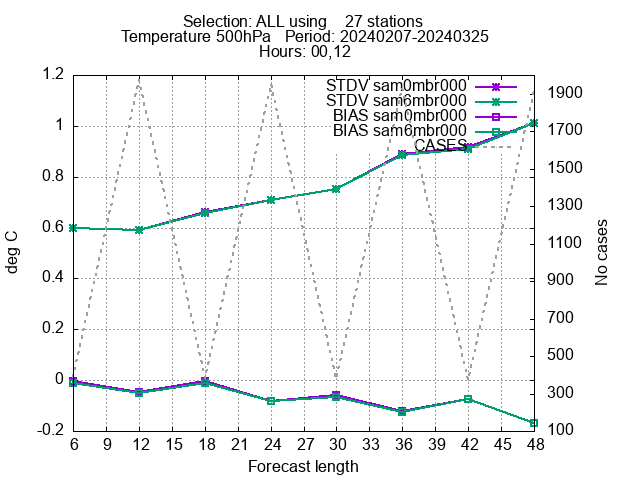 Selection: ALL using    27 stations
Temperature 500hPa   Period: 20240207-20240325
Hours: 00,12
STDV sam0mbr000
STDV sam6mbr000
BIAS sam0mbr000
BIAS sam6mbr000
CASES
deg C
1.2
1
0.8
0.6
0.4
0.2
0
-0.2
No cases
1900
1700
1500
1300
1100
900
700
500
300
100
6 9 12 15 18 21 24 27 30 33 36 39 42 45 48
Forecast length